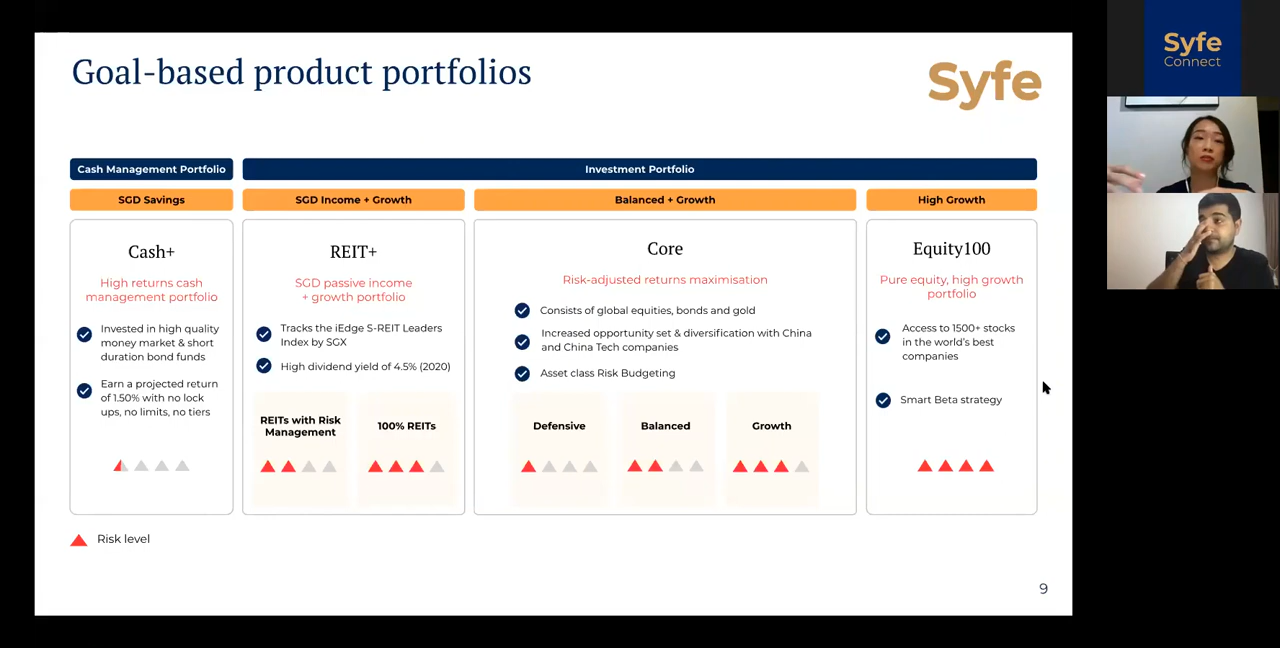 Goal-based product portfolios
Syfe
Syfe
Connect
Cash Management Portfolio
Investment Portfolio
SGD Savings
SGD Income + Growth
Balanced + Growth
High Growth
Cash+
High returns cash
management portfolio
Invested in high quality
money market & short
duration bond funds
Earn a projected return
of 1.50% with no lock
ups, no limits, no tiers
REIT+
SGD passive income
+ growth portfolio
Tracks the iEdge S-REIT Leaders
Index by SGX
High dividend yield of 4.5% (2020)
REITs with Risk
Management
100% REITs
Core
Risk-adjusted returns maximisation
Consists of global equities, bonds and gold
Increased opportunity set & diversification with China
and China Tech companies
Asset class Risk Budgeting
Defensive
Balanced
Growth
Equity100
Pure equity, high growth
portfolio
Access to 1500+ stocks
in the world's best
companies
Smart Beta strategy
Risk level
9